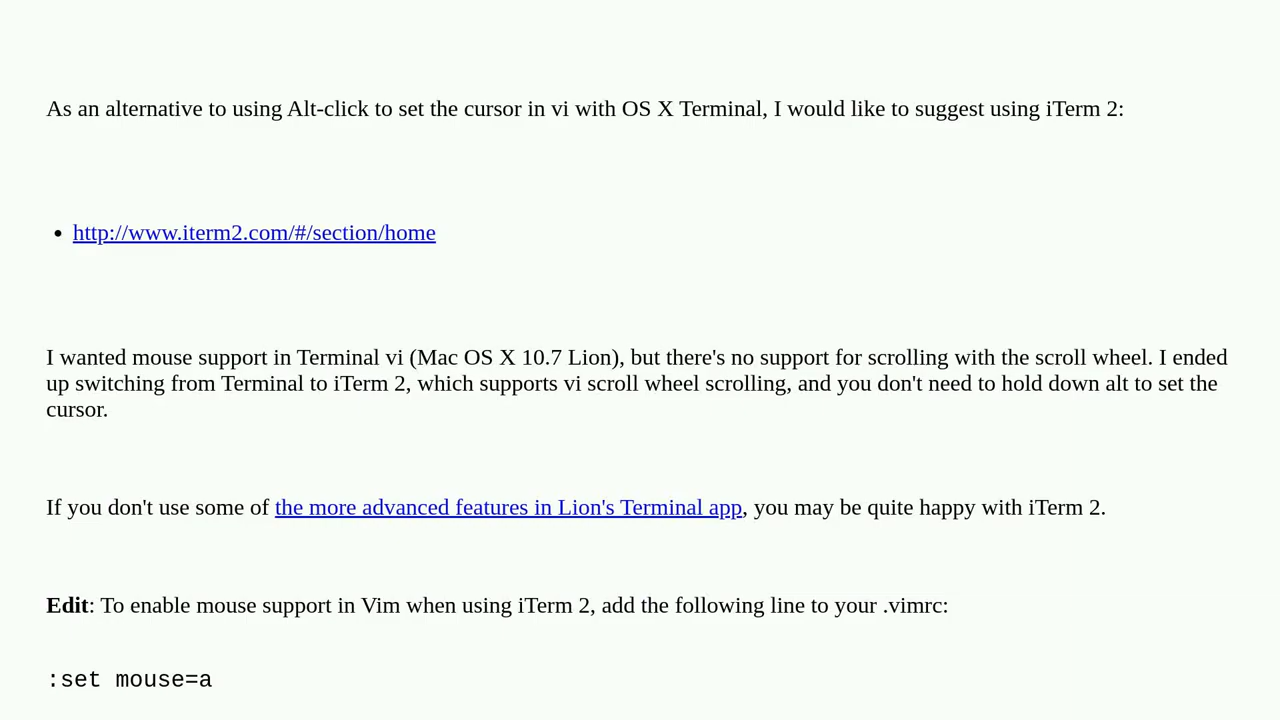 As an alternative to using Alt-click to set the cursor in vi with OS X Terminal, I would like to suggest using iTerm 2:
• http://www.iterm2.com/#/section/home
I wanted mouse support in Terminal vi (Mac OS X 10.7 Lion), but there's no support for scrolling with the scroll wheel. I ended
up switching from Terminal to iTerm 2, which supports vi scroll wheel scrolling, and you don't need to hold down alt to set the
cursor.
If you don't use some of the more advanced features in Lion's Terminal app, you may be quite happy with iTerm 2.
Edit: To enable mouse support in Vim when using iTerm 2, add the following line to your .vimrc:
:set mouse=a